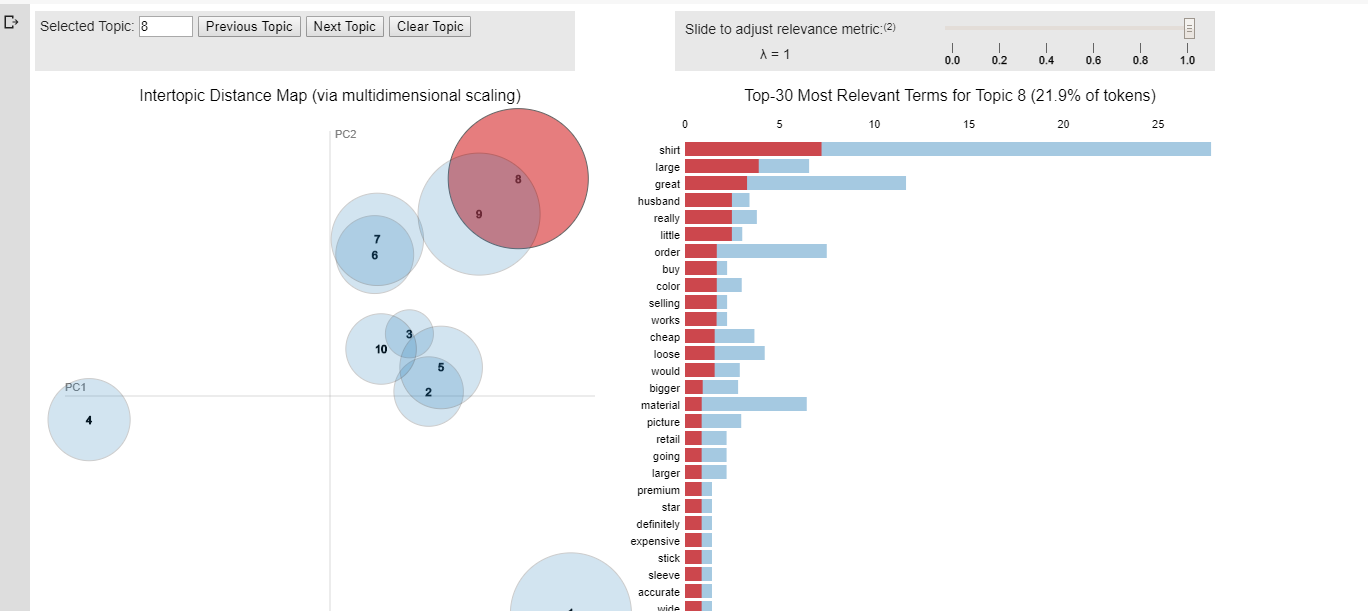 Selected Topic: 8 Previous Topic Next Topic Clear Topic
Slide to adjust relevance metric:(2)
λ = 1
0.0 0.2 0.4 0.6 0.8 1.0
Intertopic Distance Map (via multidimensional scaling)
PC2
8
9
7
6
3
10
5
2
PC1
4
Top-30 Most Relevant Terms for Topic 8 (21.9% of tokens)
0 5 10 15 20 25
shirt
large
great
husband
really
little
order
buy
color
selling
works
cheap
loose
would
bigger
material
picture
retail
going
larger
premium
star
definitely
expensive
stick
sleeve
accurate
wide